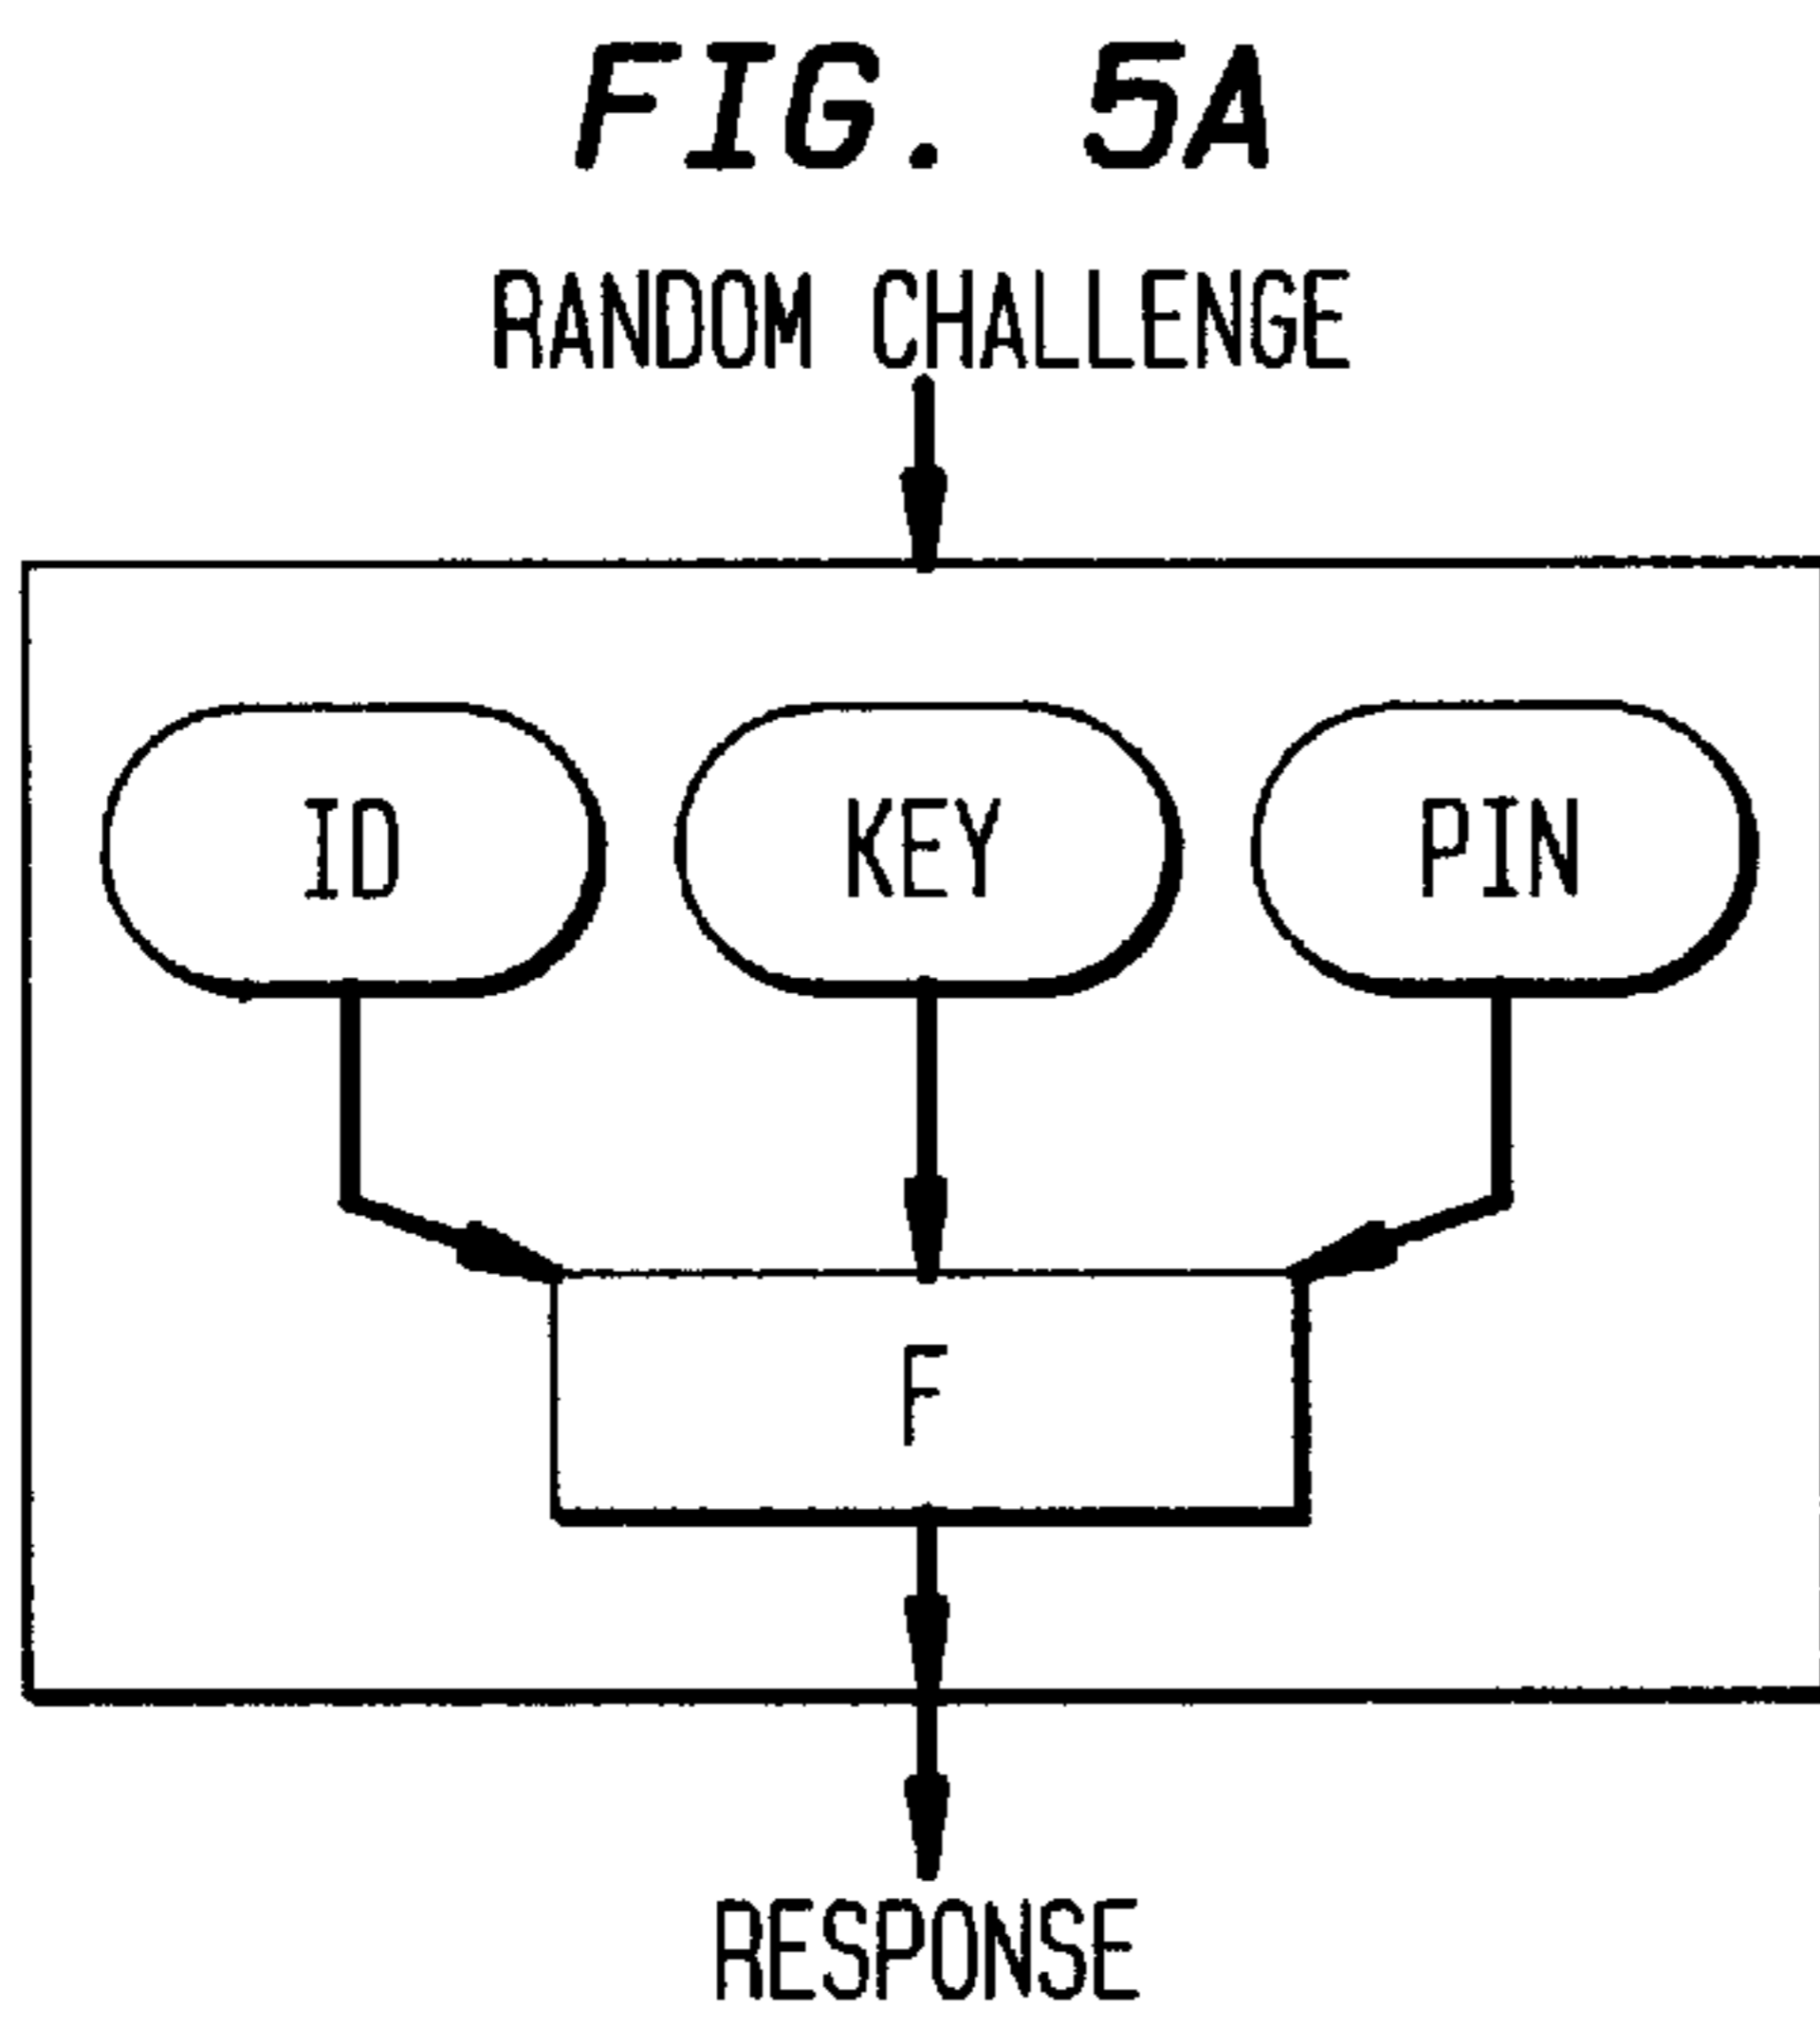 FIG. 5A
RANDOM CHALLENGE
ID KEY PIN
F
RESPONSE